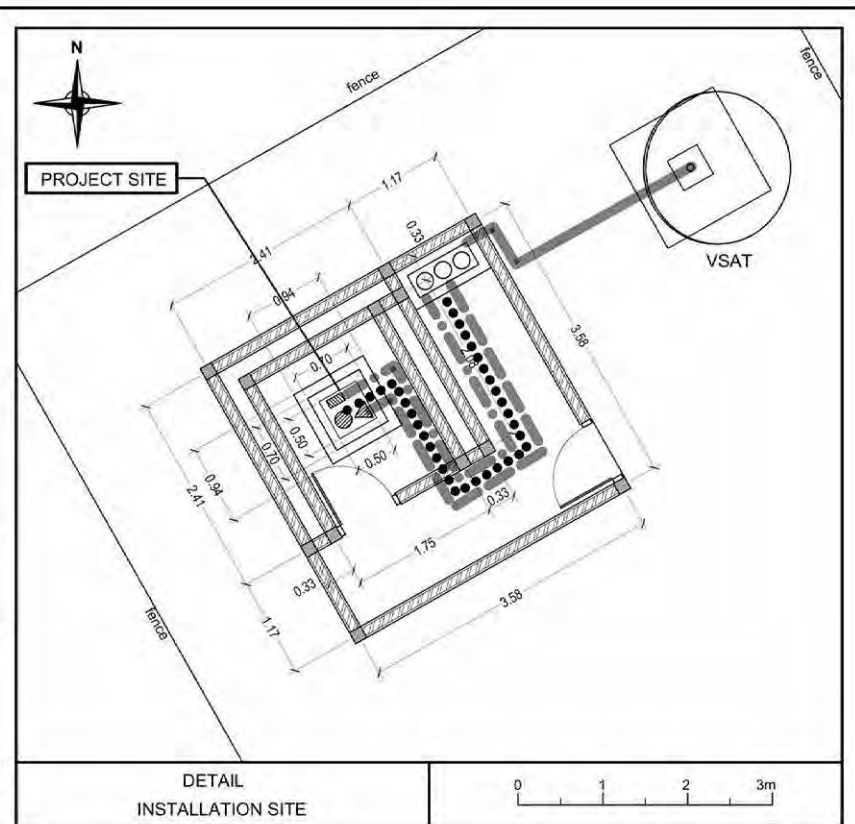 N
fence
fence
PROJECT SITE
1.17
2.41
0.33
VSAT
0.94
3.58
0.70
0.50
0.70
0.50
0.94
2.41
0.33
1.75
0.33
3.58
1.17
fence
DETAIL
INSTALLATION SITE
0 1 2 3m